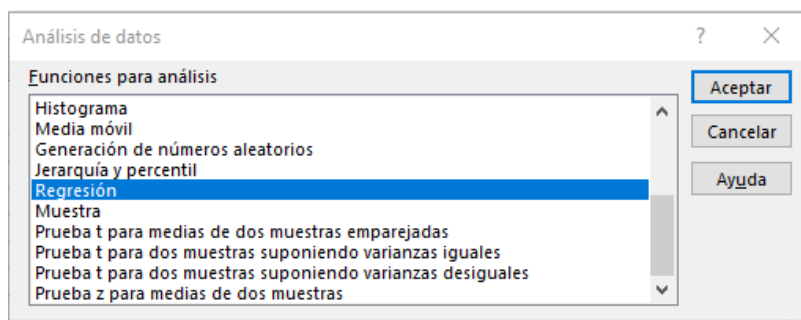 Análisis de datos
?
Funciones para análisis
Histograma
Media móvil
Generación de números aleatorios
Jerarquía y percentil
Regresión
Muestra
Prueba t para medias de dos muestras emparejadas
Prueba t para dos muestras suponiendo varianzas iguales
Prueba t para dos muestras suponiendo varianzas desiguales
Prueba z para medias de dos muestras
Aceptar
Cancelar
Ayuda